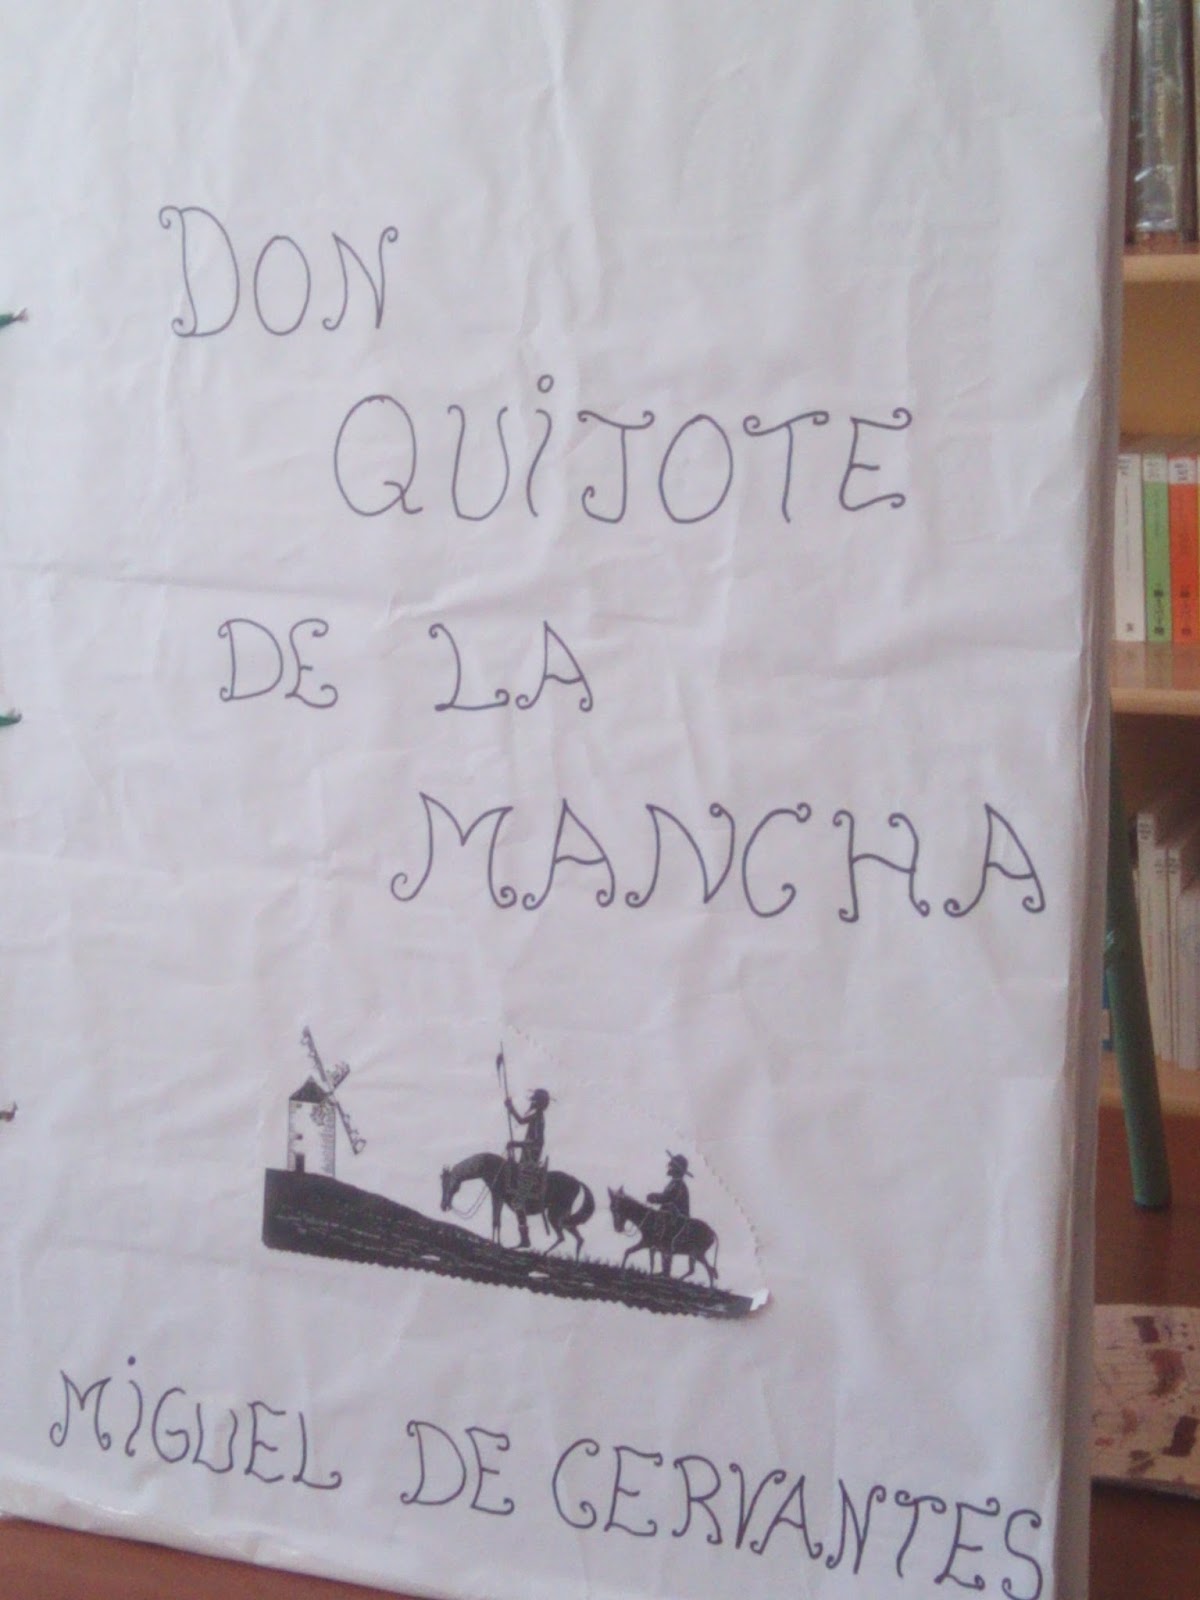 DON
QUiJOTE
DE LA
MANCHA
MiGUEL DE CERVANTES